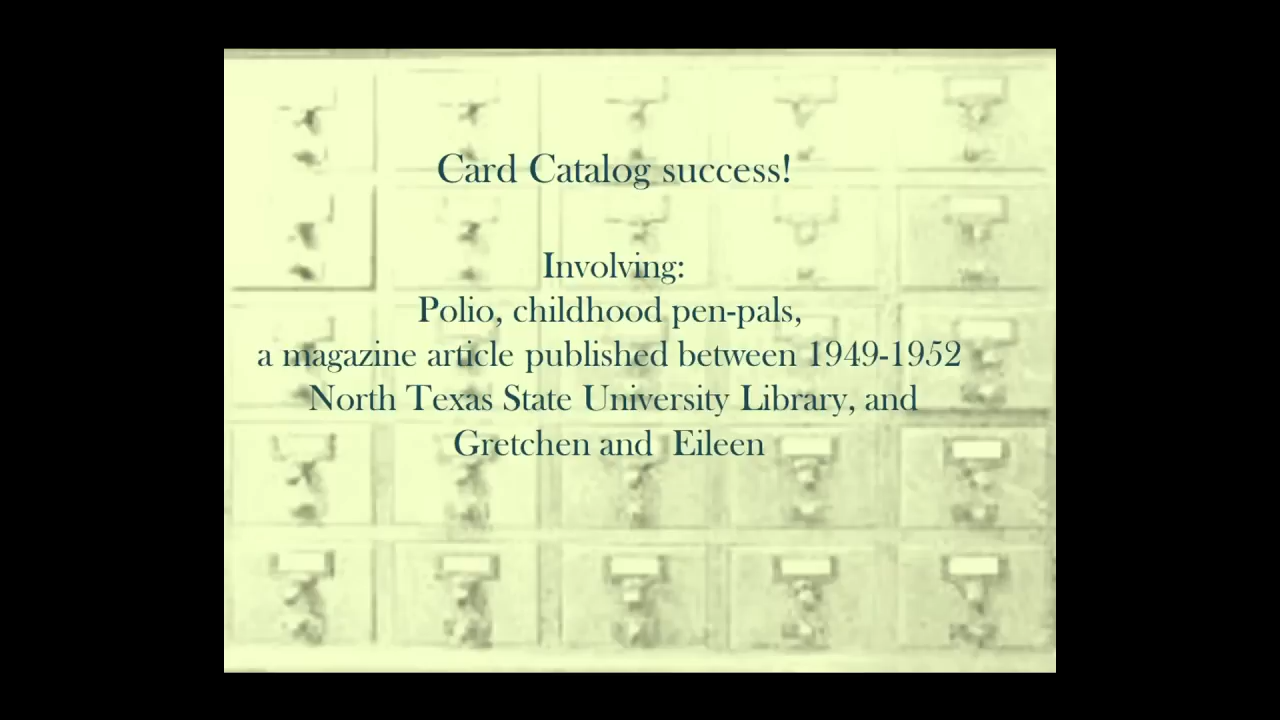 Card Catalog success!
Involving:
Polio, childhood pen-pals,
a magazine article published between 1949-1952
North Texas State University Library, and
Gretchen and  Eileen